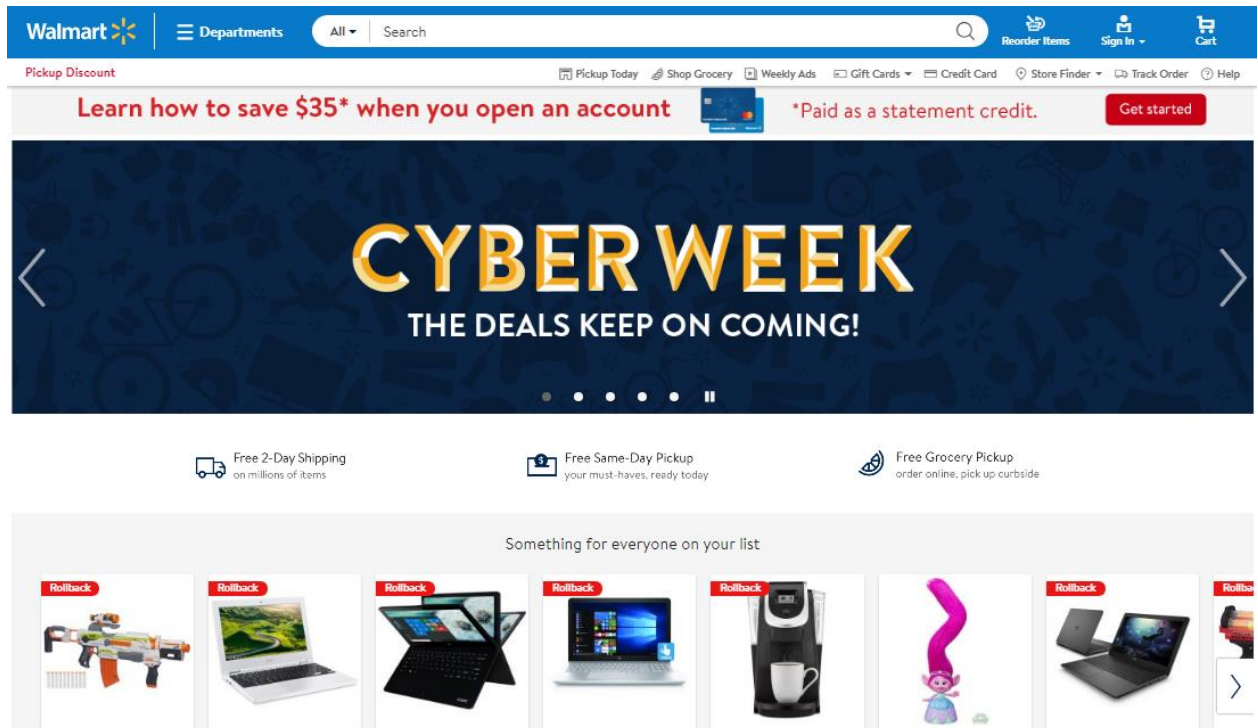 Walmart
Departments
All
Search
Reorder Items
Sign In
Cart
Pickup Discount
Pickup Today
Shop Grocery
Weekly Ads
Gift Cards
Credit Card
Store Finder
Track Order
Help
Learn how to save $35* when you open an account
*Paid as a statement credit.
Get started
CYBER WEEK
THE DEALS KEEP ON COMING!
Free 2-Day Shipping
on millions of items
Free Same-Day Pickup
your must-haves, ready today
Free Grocery Pickup
order online, pick up curbside
Something for everyone on your list
Rollback
Rollback
Rollback
Rollback
Rollback
Rollback
Rollba